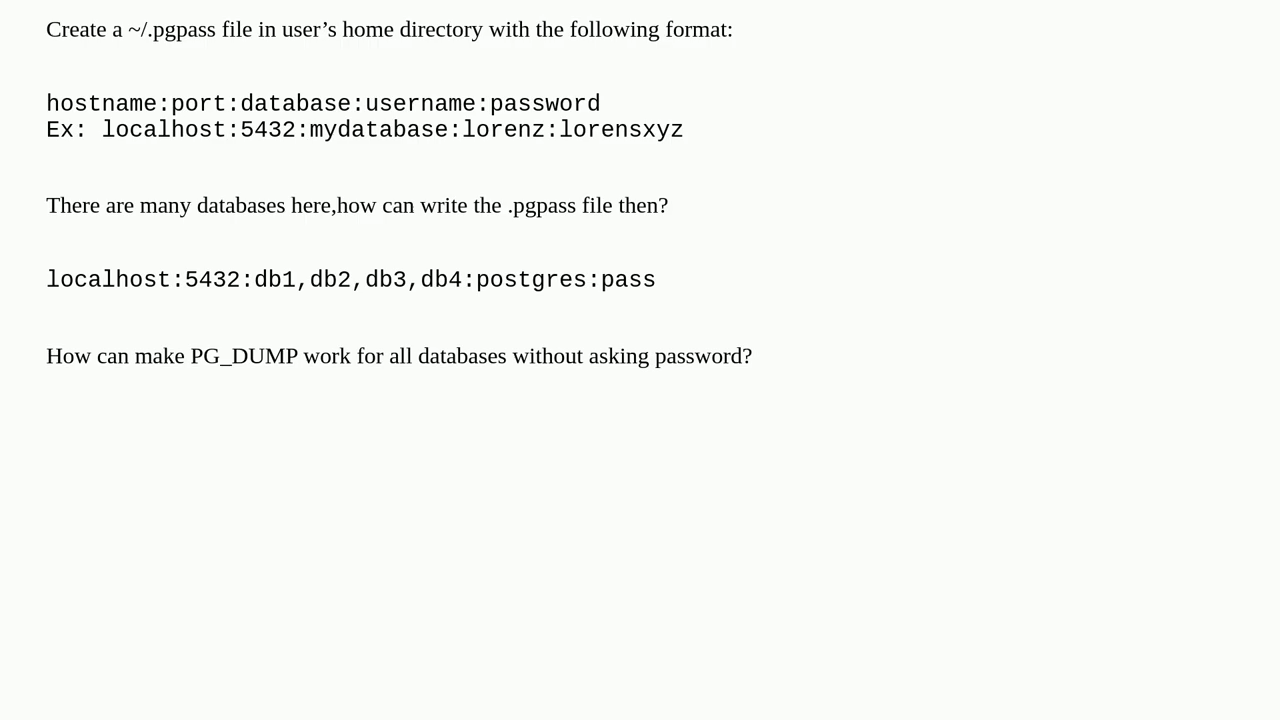 Create a ~/.pgpass file in user’s home directory with the following format:
hostname:port:database:username:password
Ex: localhost:5432:mydatabase:lorenz:lorensxyz
There are many databases here,how can write the .pgpass file then?
localhost:5432:db1,db2,db3,db4:postgres:pass
How can make PG_DUMP work for all databases without asking password?